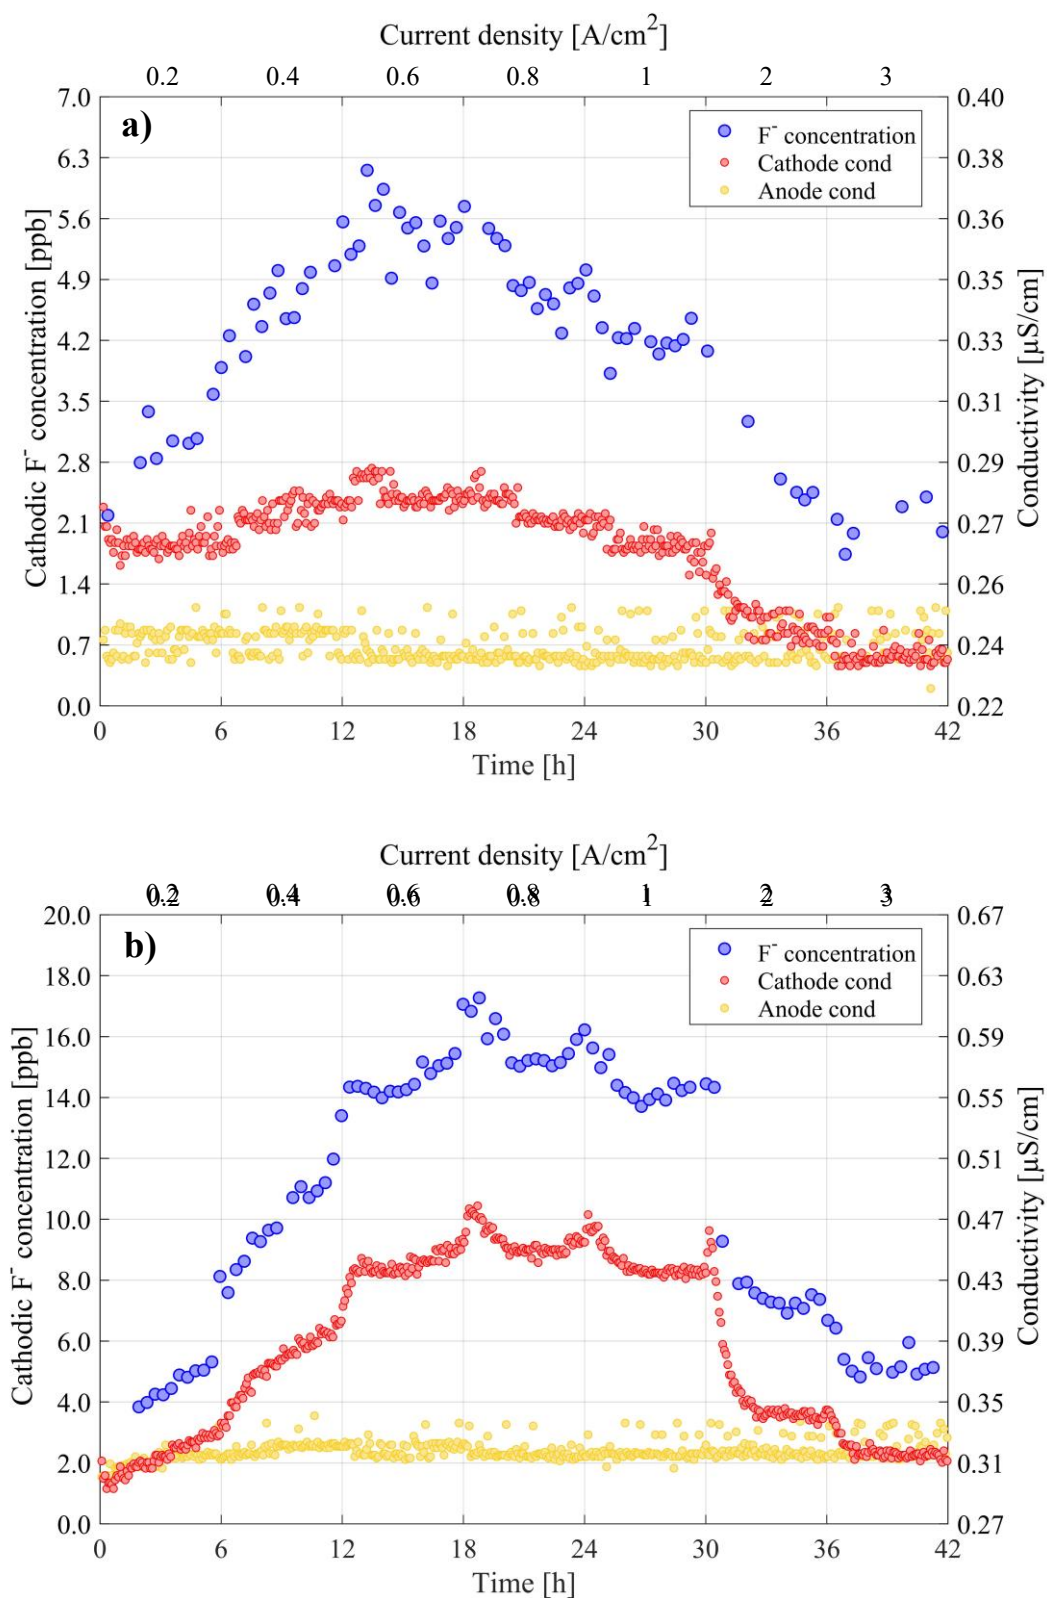 Current density [A/cm²]
0.2 0.4 0.6 0.8 1 2 3
a)
F⁻ concentration
Cathode cond
Anode cond
Cathodic F⁻ concentration [ppb]
7.0
6.3
5.6
4.9
4.2
3.5
2.8
2.1
1.4
0.7
0.0
0.40
0.38
0.36
0.35
0.33
0.31
0.29
0.27
0.26
0.24
0.22
Conductivity [µS/cm]
0 6 12 18 24 30 36 42
Time [h]
Current density [A/cm²]
0.2 0.4 0.6 0.8 1 2 3
b)
F⁻ concentration
Cathode cond
Anode cond
Cathodic F⁻ concentration [ppb]
20.0
18.0
16.0
14.0
12.0
10.0
8.0
6.0
4.0
2.0
0.0
0.67
0.63
0.59
0.55
0.51
0.47
0.43
0.39
0.35
0.31
0.27
Conductivity [µS/cm]
0 6 12 18 24 30 36 42
Time [h]